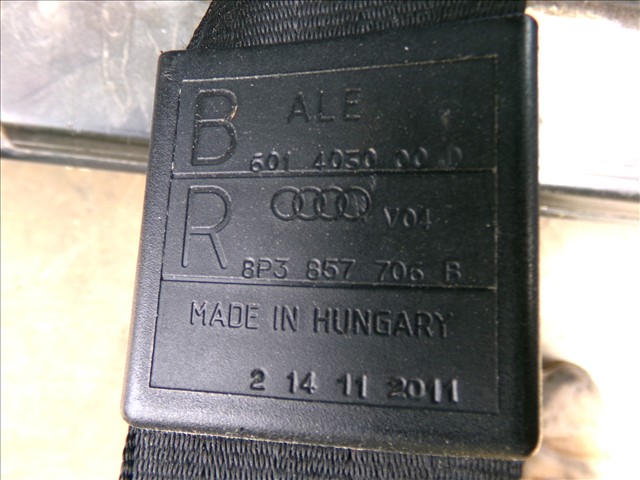 B ALE
601 4050 00 D
R V04
8P3 857 706 B
MADE IN HUNGARY
2 14 11 2011